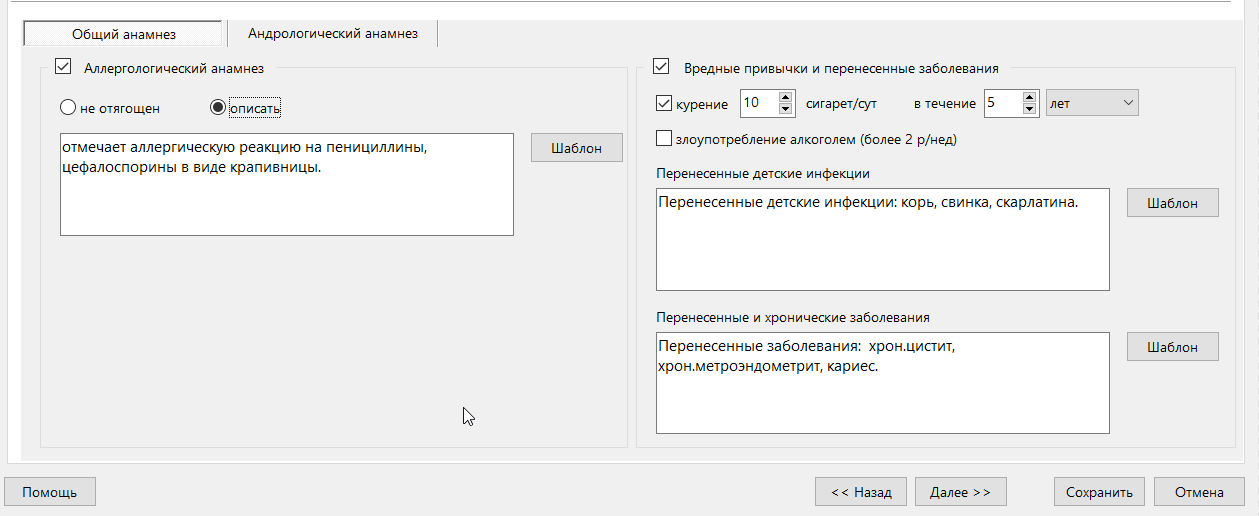 Общий анамнез
Андрологический анамнез
Аллергологический анамнез
не отягощен
описать
отмечает аллергическую реакцию на пенициллины,
цефалоспорины в виде крапивницы.
Шаблон
Вредные привычки и перенесенные заболевания
курение 10 сигарет/сут в течение 5 лет
злоупотребление алкоголем (более 2 р/нед)
Перенесенные детские инфекции
Перенесенные детские инфекции: корь, свинка, скарлатина.
Шаблон
Перенесенные и хронические заболевания
Перенесенные заболевания:  хрон.цистит,
хрон.метроэндометрит, кариес.
Шаблон
Помощь
<< Назад
Далее >>
Сохранить
Отмена